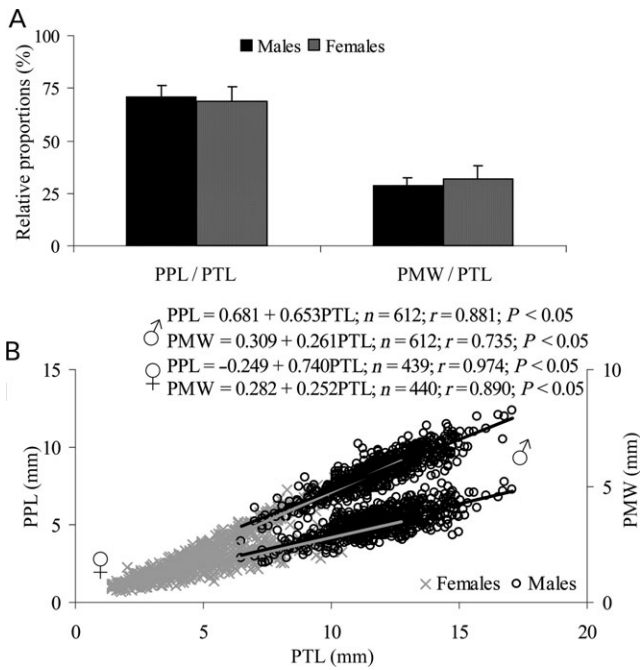 A
Males Females
Relative proportions (%)
100
75
50
25
0
PPL / PTL PMW / PTL
♂ PPL = 0.681 + 0.653PTL; n = 612; r = 0.881; P < 0.05
PMW = 0.309 + 0.261PTL; n = 612; r = 0.735; P < 0.05
B
♀ PPL = –0.249 + 0.740PTL; n = 439; r = 0.974; P < 0.05
PMW = 0.282 + 0.252PTL; n = 440; r = 0.890; P < 0.05
15
10
5
0
PPL (mm)
10
5
0
PMW (mm)
♂
♀
Females Males
0 5 10 15 20
PTL (mm)